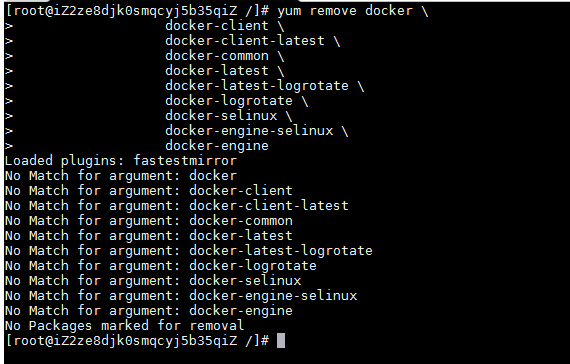 [root@iZ2ze8djk0smqcyj5b35qiZ /]# yum remove docker \
>                   docker-client \
>                   docker-client-latest \
>                   docker-common \
>                   docker-latest \
>                   docker-latest-logrotate \
>                   docker-logrotate \
>                   docker-selinux \
>                   docker-engine-selinux \
>                   docker-engine
Loaded plugins: fastestmirror
No Match for argument: docker
No Match for argument: docker-client
No Match for argument: docker-client-latest
No Match for argument: docker-common
No Match for argument: docker-latest
No Match for argument: docker-latest-logrotate
No Match for argument: docker-logrotate
No Match for argument: docker-selinux
No Match for argument: docker-engine-selinux
No Match for argument: docker-engine
No Packages marked for removal
[root@iZ2ze8djk0smqcyj5b35qiZ /]#